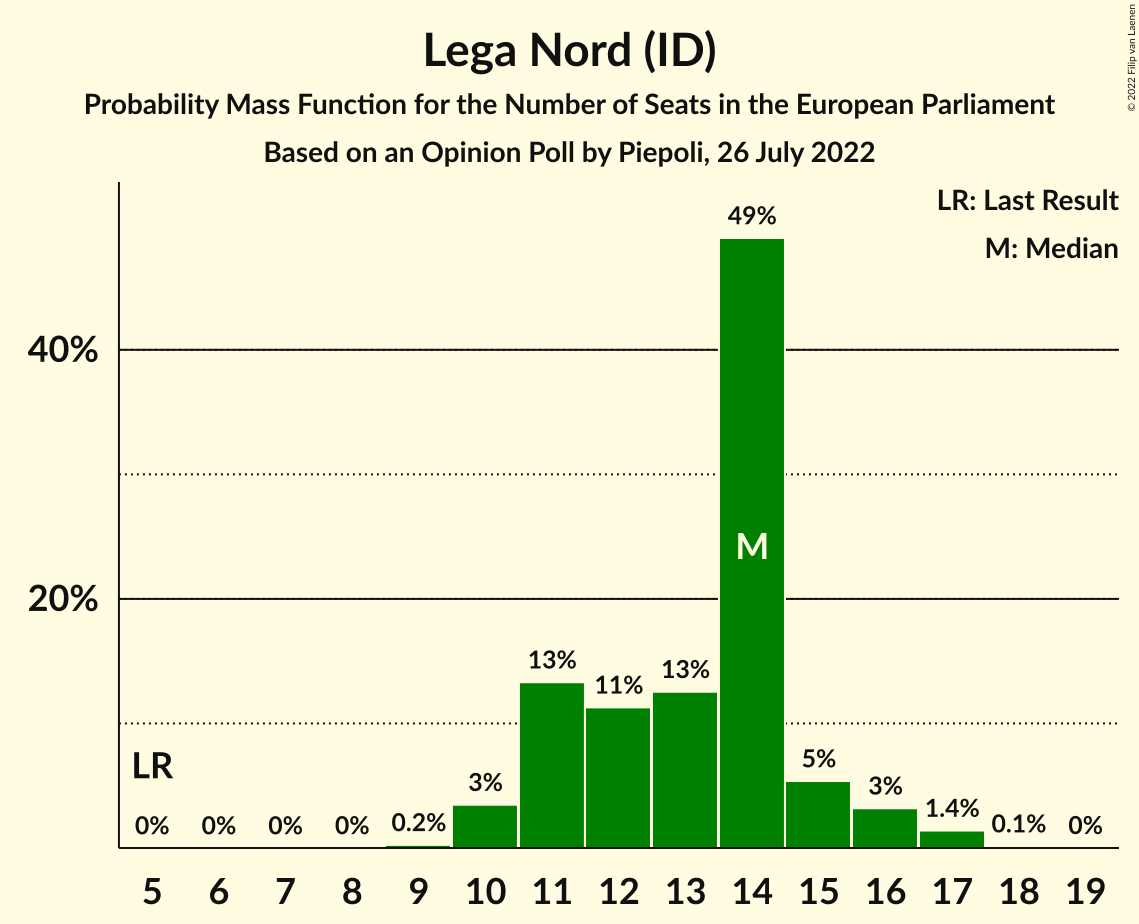 Lega Nord (ID)
Probability Mass Function for the Number of Seats in the European Parliament
Based on an Opinion Poll by Piepoli, 26 July 2022
© 2022 Filip van Laenen
LR: Last Result
M: Median
40%
20%
LR
M
0%
0%
0%
0%
0.2%
3%
13%
11%
13%
49%
5%
3%
1.4%
0.1%
0%
5 6 7 8 9 10 11 12 13 14 15 16 17 18 19